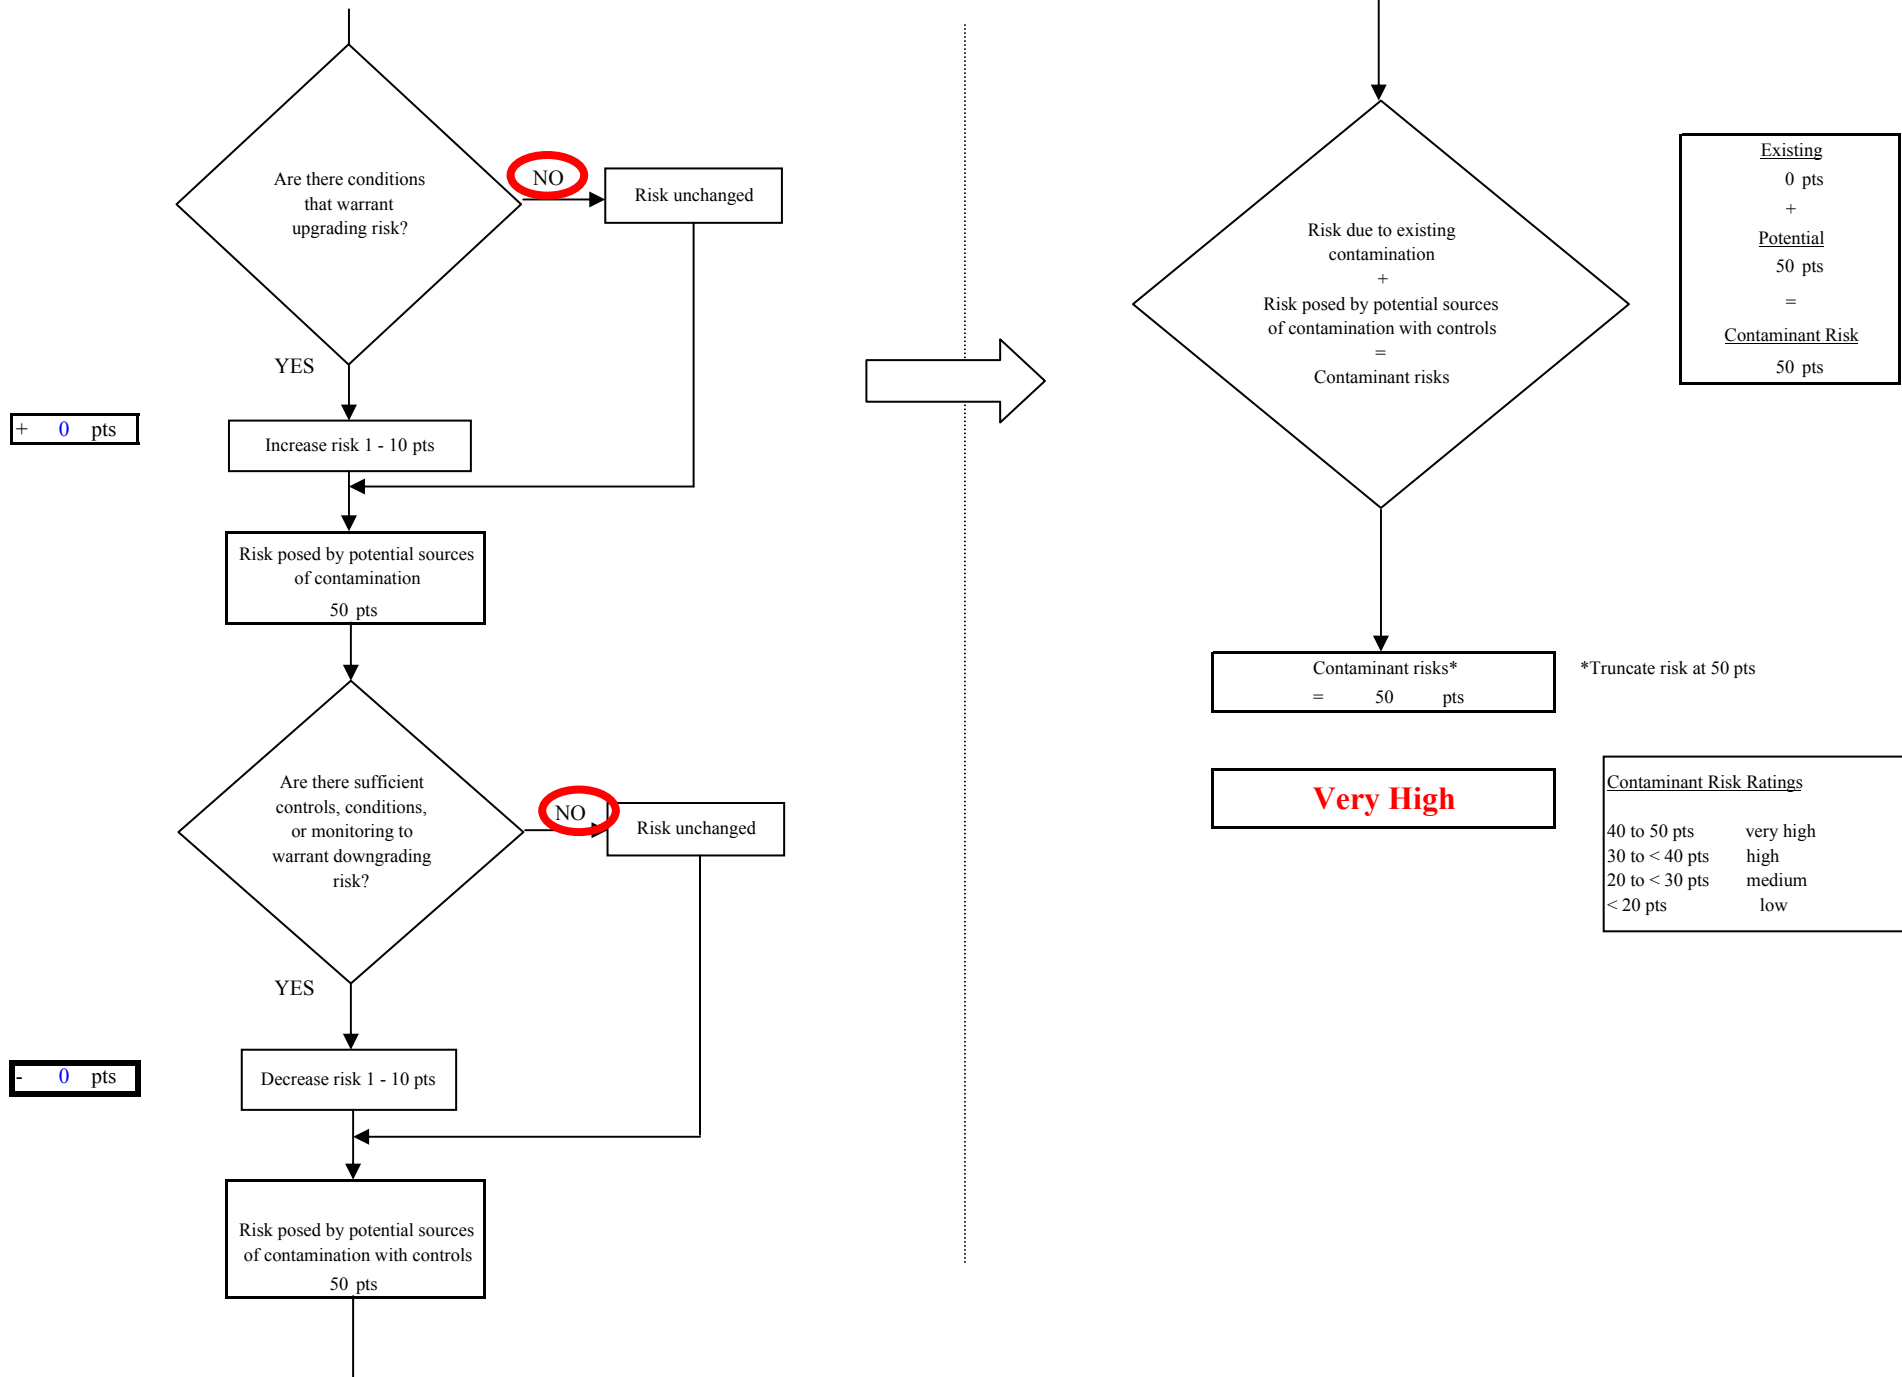 Are there conditions
that warrant
upgrading risk?
NO
Risk unchanged
YES
+ 0 pts
Increase risk 1 - 10 pts
Risk posed by potential sources
of contamination
50 pts
Are there sufficient
controls, conditions,
or monitoring to
warrant downgrading
risk?
NO
Risk unchanged
YES
- 0 pts
Decrease risk 1 - 10 pts
Risk posed by potential sources
of contamination with controls
50 pts
Risk due to existing
contamination
+
Risk posed by potential sources
of contamination with controls
=
Contaminant risks
Existing
0 pts
+
Potential
50 pts
=
Contaminant Risk
50 pts
Contaminant risks*
= 50 pts
*Truncate risk at 50 pts
Very High
Contaminant Risk Ratings
40 to 50 pts very high
30 to < 40 pts high
20 to < 30 pts medium
< 20 pts low